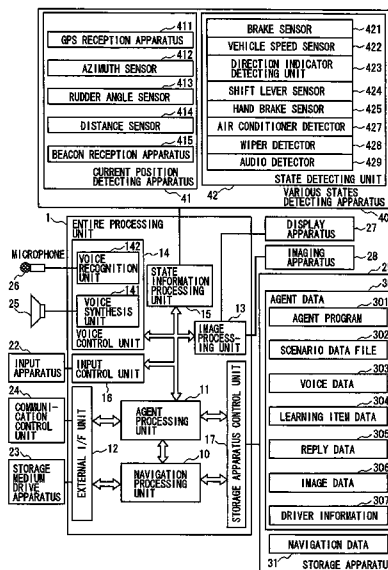 411
GPS RECEPTION APPARATUS
412
AZIMUTH SENSOR
413
RUDDER ANGLE SENSOR
414
DISTANCE SENSOR
415
BEACON RECEPTION APPARATUS
CURRENT POSITION
DETECTING APPARATUS
41
BRAKE SENSOR
421
VEHICLE SPEED SENSOR
422
DIRECTION INDICATOR
DETECTING UNIT
423
SHIFT LEVER SENSOR
424
HAND BRAKE SENSOR
425
AIR CONDITIONER DETECTOR
427
WIPER DETECTOR
428
AUDIO DETECTOR
429
STATE DETECTING UNIT
42
VARIOUS STATES
DETECTING APPARATUS
40
1
ENTIRE PROCESSING
UNIT
142
VOICE
RECOGNITION
UNIT
14
MICROPHONE
26
141
VOICE
SYNTHESIS
UNIT
VOICE CONTROL UNIT
25
STATE
INFORMATION
PROCESSING
UNIT
15
13
IMAGE PROCES-
SING UNIT
DISPLAY
APPARATUS
27
IMAGING
APPARATUS
28
22
INPUT APPARATUS
INPUT CONTROL
UNIT
16
24
COMMUNI-
CATION
CONTROL
UNIT
23
STORAGE
MEDIUM
DRIVE APPARATUS
EXTERNAL I/F UNIT
12
11
AGENT
PROCESSING
UNIT
NAVIGATION
PROCESSING
UNIT
10
STORAGE APPARATUS CONTROL UNIT
17
AGENT DATA
301
AGENT PROGRAM
302
SCENARIO DATA FILE
303
VOICE DATA
304
LEARNING ITEM DATA
305
REPLY DATA
306
IMAGE DATA
307
DRIVER INFORMATION
NAVIGATION DATA
31
STORAGE APPARATU